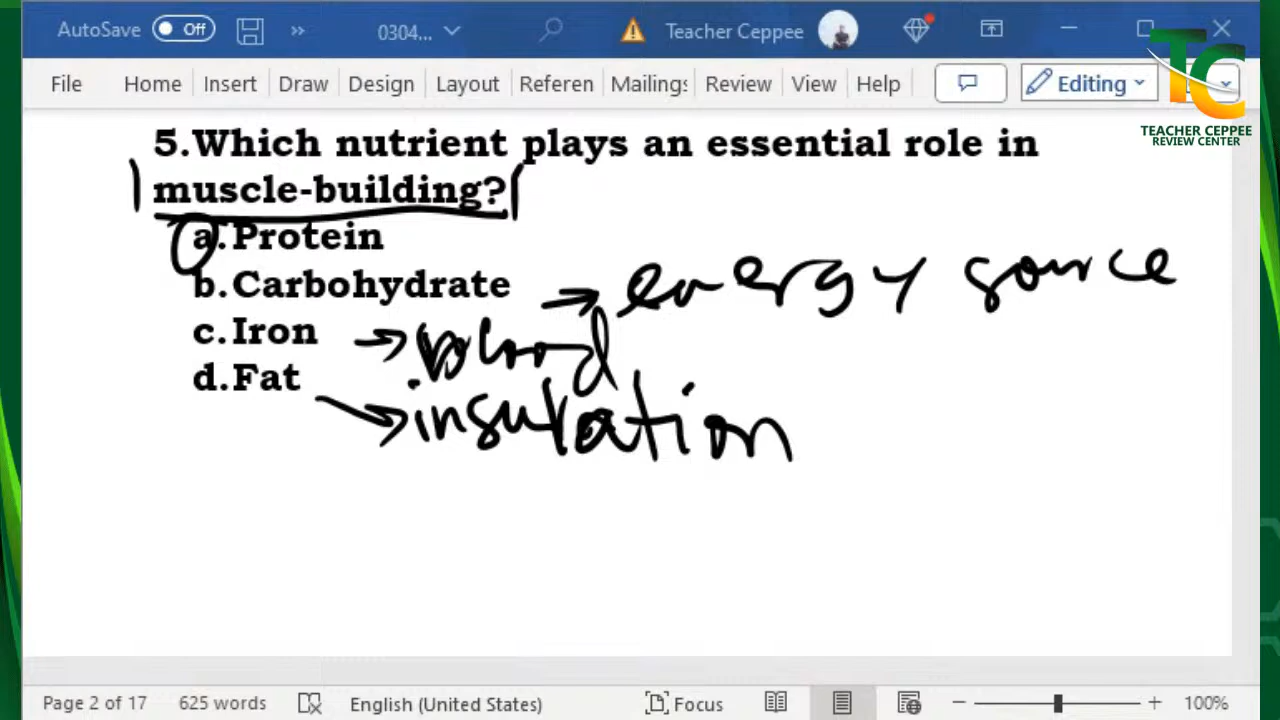 AutoSave Off 0304... Teacher Ceppee
File Home Insert Draw Design Layout Referen Mailings Review View Help Editing
TC
TEACHER CEPPEE
REVIEW CENTER
5.Which nutrient plays an essential role in
muscle-building?
a.Protein
b.Carbohydrate → energy source
c.Iron → blood
d.Fat → insulation
Page 2 of 17 625 words English (United States) Focus 100%